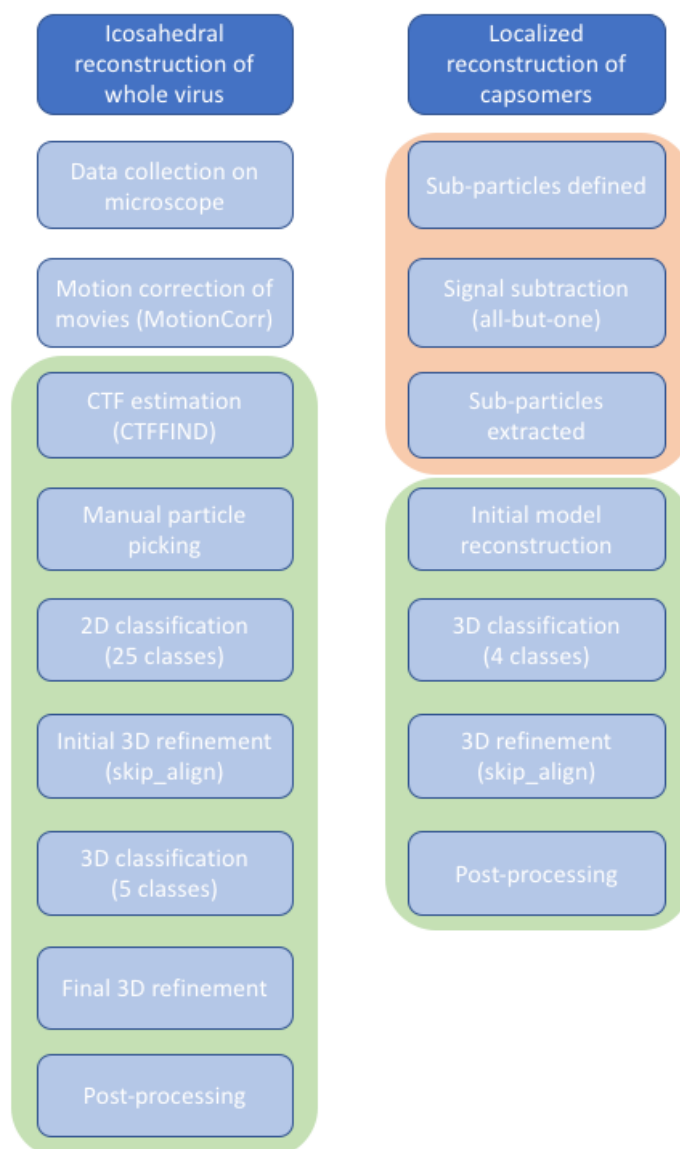 Icosahedral
reconstruction of
whole virus
Data collection on
microscope
Motion correction of
movies (MotionCorr)
CTF estimation
(CTFFIND)
Manual particle
picking
2D classification
(25 classes)
Initial 3D refinement
(skip_align)
3D classification
(5 classes)
Final 3D refinement
Post-processing
Localized
reconstruction of
capsomers
Sub-particles defined
Signal subtraction
(all-but-one)
Sub-particles
extracted
Initial model
reconstruction
3D classification
(4 classes)
3D refinement
(skip_align)
Post-processing